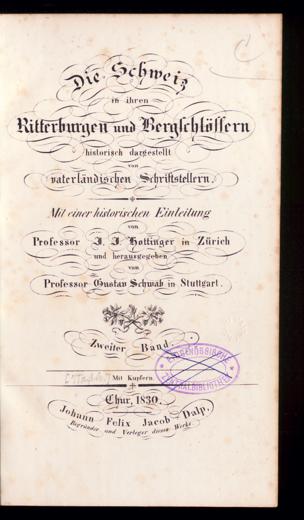 Die Schweiz
in ihren
Ritterburgen und Bergschlössern
historisch dargestellt
von
vaterländischen Schriftstellern.
Mit einer historischen Einleitung
von
Professor J. J. Hottinger in Zürich
und herausgegeben
von
Professor Gustav Schwab in Stuttgart.
Zweiter Band.
EIDGENÖSSISCHE
ZENTRALBIBLIOTHEK
Mit Kupfern.
Chur, 1830.
Johann Felix Jacob Dalp,
Begründer und Verleger dieses Werks.